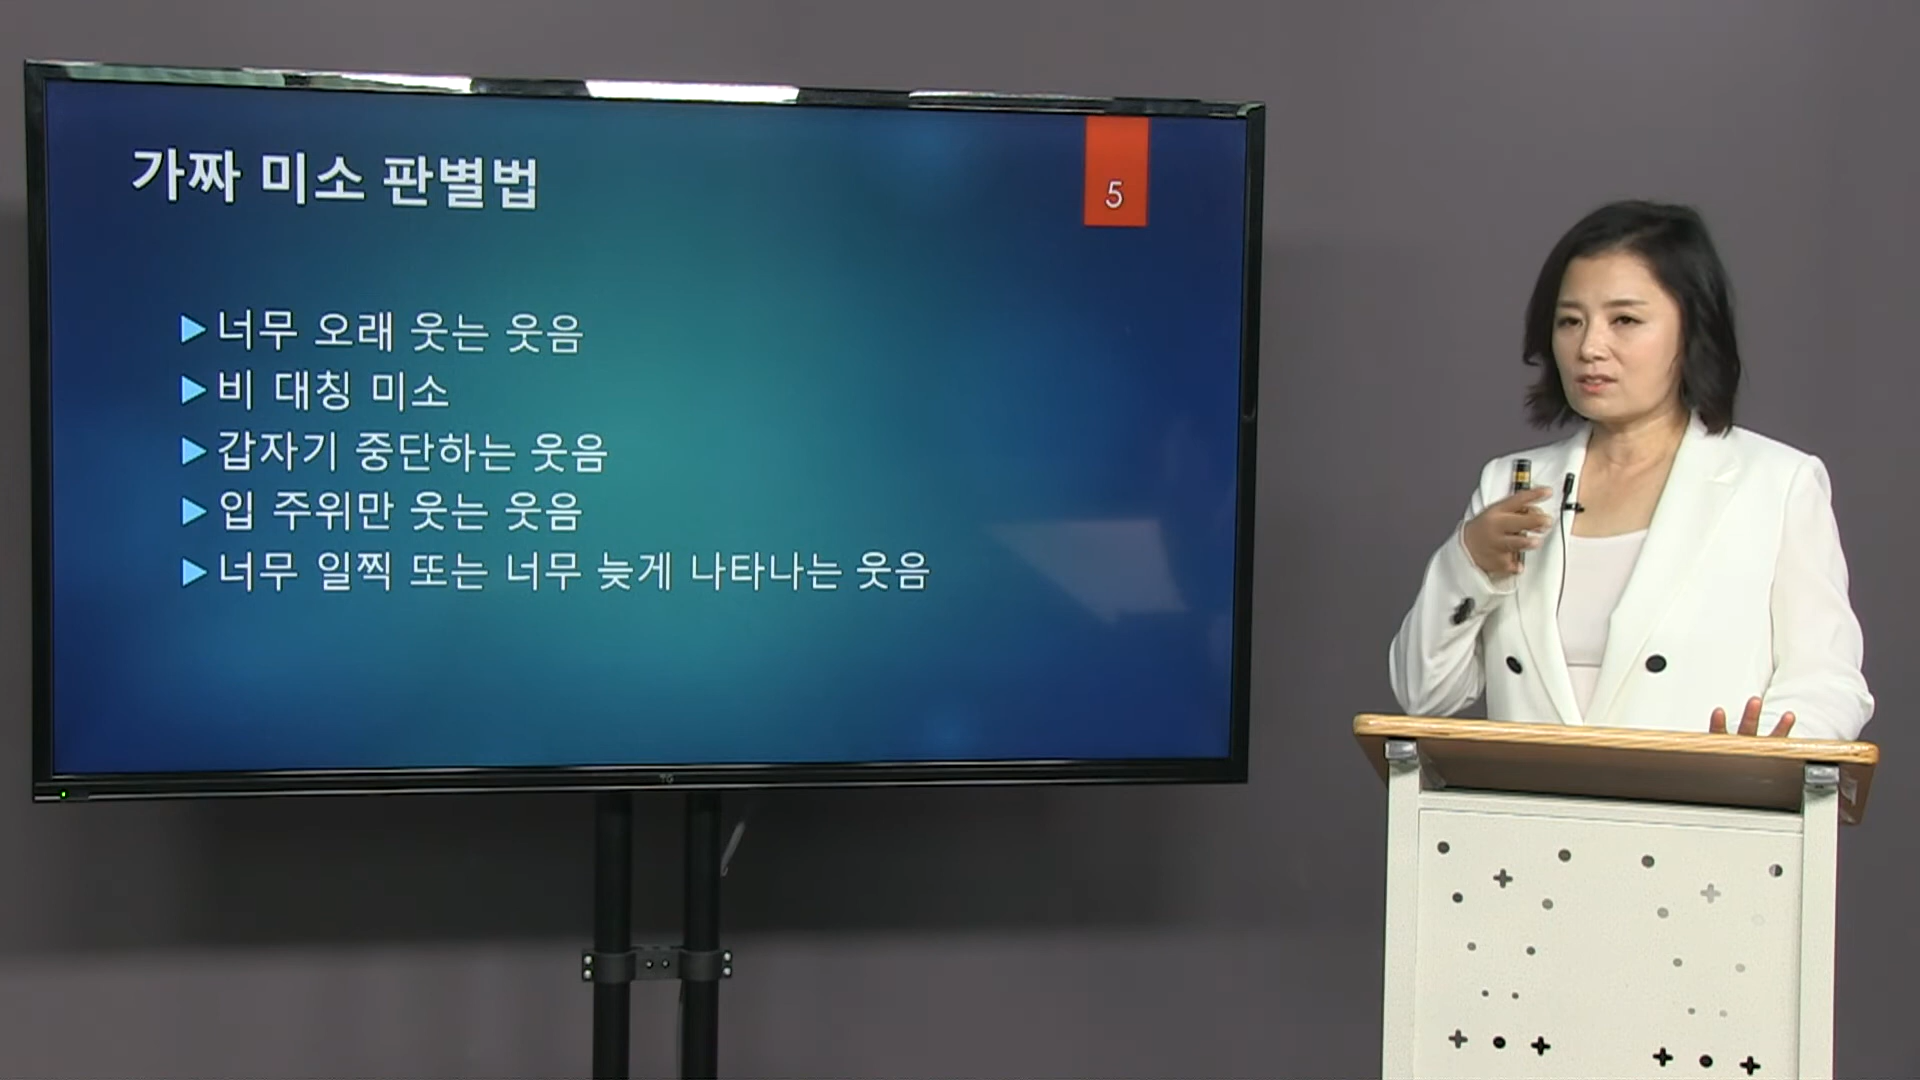 가짜 미소 판별법
5
너무 오래 웃는 웃음
비 대칭 미소
갑자기 중단하는 웃음
입 주위만 웃는 웃음
너무 일찍 또는 너무 늦게 나타나는 웃음
TG